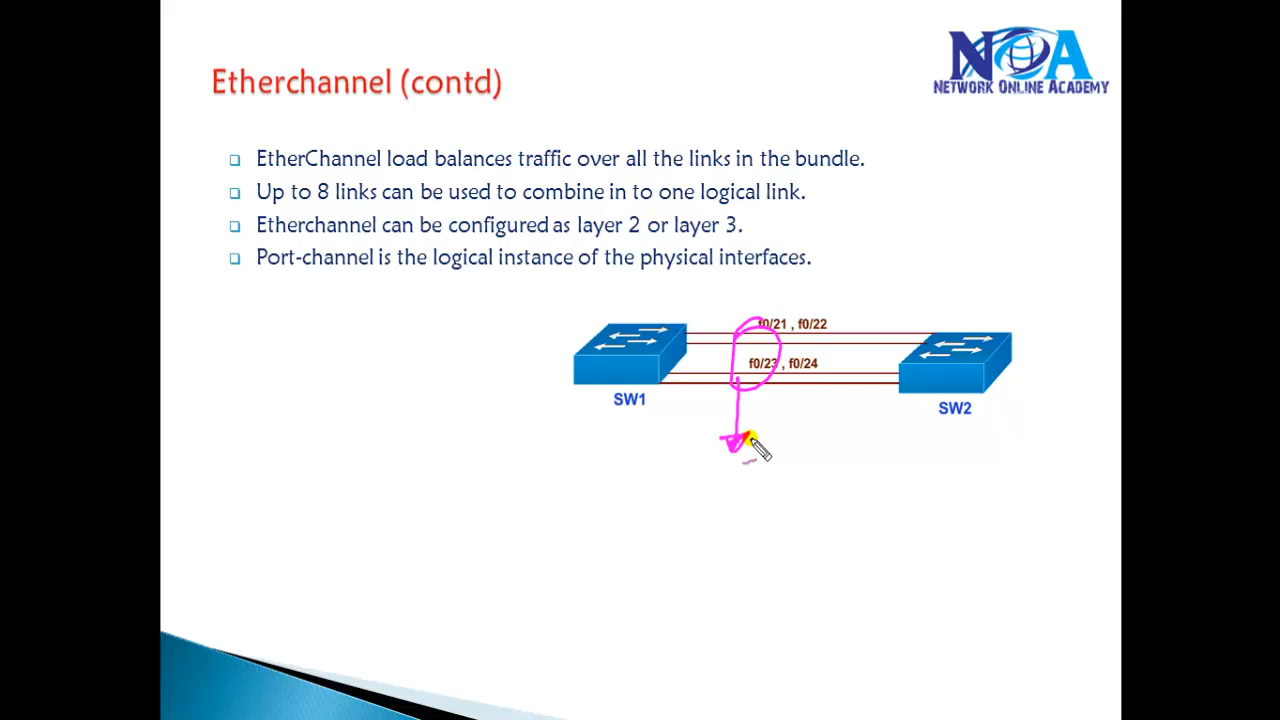 NOA
NETWORK ONLINE ACADEMY
Etherchannel (contd)
EtherChannel load balances traffic over all the links in the bundle.
Up to 8 links can be used to combine in to one logical link.
Etherchannel can be configured as layer 2 or layer 3.
Port-channel is the logical instance of the physical interfaces.
f0/21 , f0/22
f0/23 , f0/24
SW1
SW2